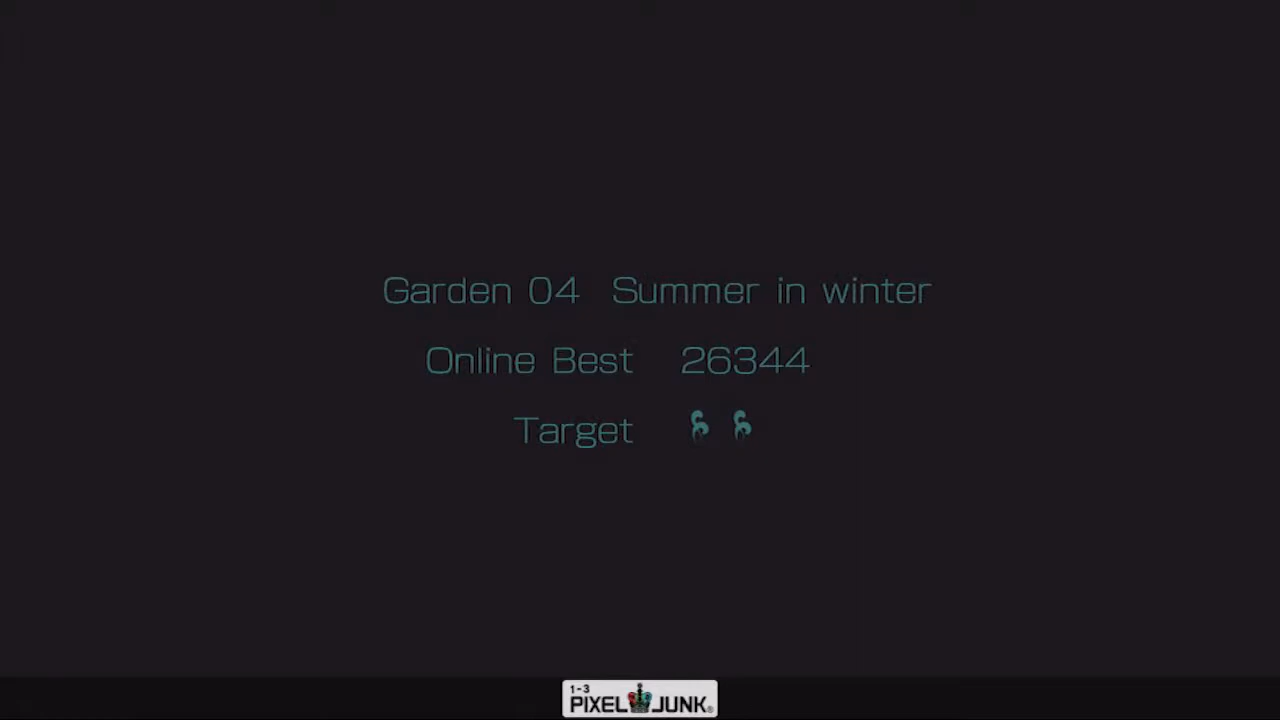 Garden 04 Summer in winter
Online Best 26344
Target
1-3
PIXEL JUNK®